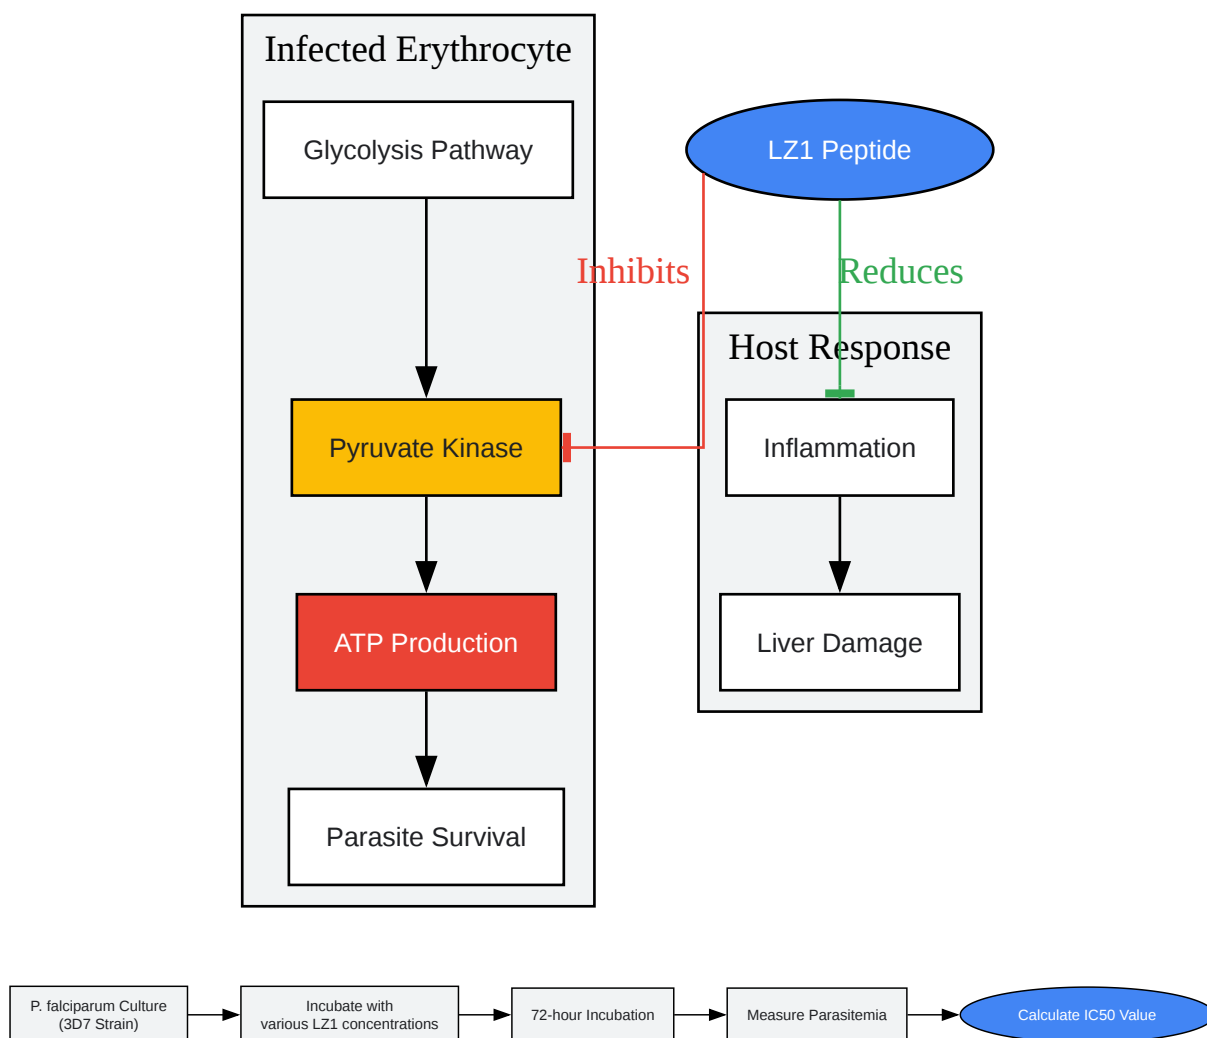 Infected Erythrocyte
Glycolysis Pathway
LZ1 Peptide
Inhibits
Reduces
Host Response
Pyruvate Kinase
Inflammation
ATP Production
Liver Damage
Parasite Survival
P. falciparum Culture
(3D7 Strain)
Incubate with
various LZ1 concentrations
72-hour Incubation
Measure Parasitemia
Calculate IC50 Value